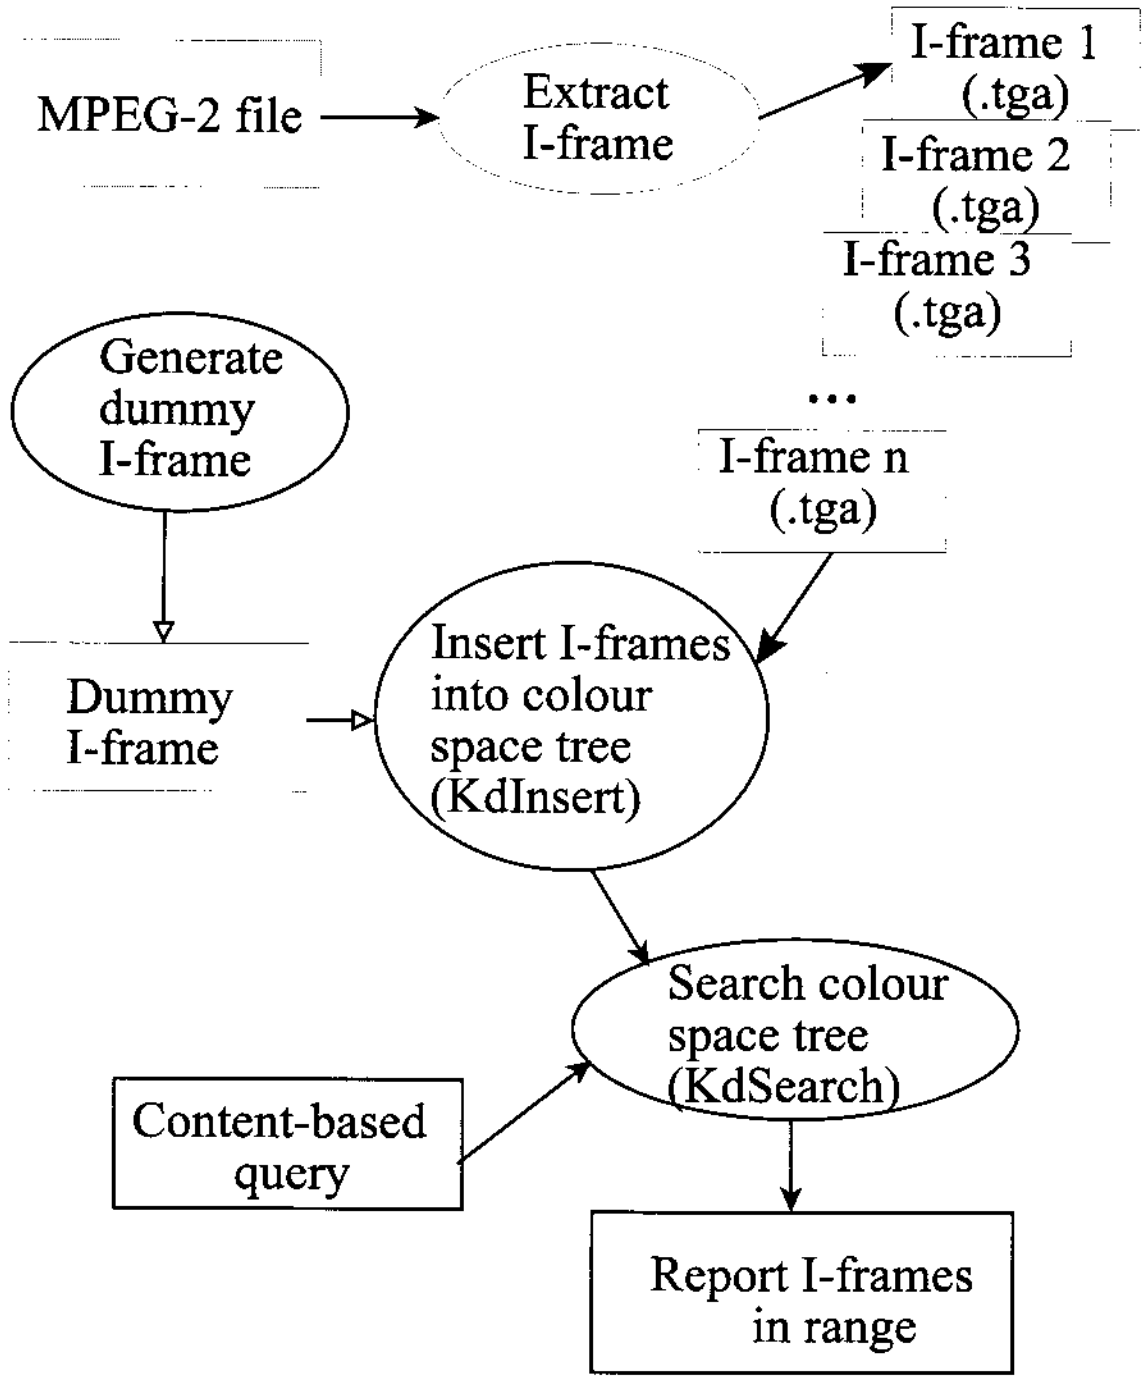 MPEG-2 file
Extract
I-frame
I-frame 1
(.tga)
I-frame 2
(.tga)
I-frame 3
(.tga)
...
I-frame n
(.tga)
Generate
dummy
I-frame
Dummy
I-frame
Insert I-frames
into colour
space tree
(KdInsert)
Search colour
space tree
(KdSearch)
Content-based
query
Report I-frames
in range